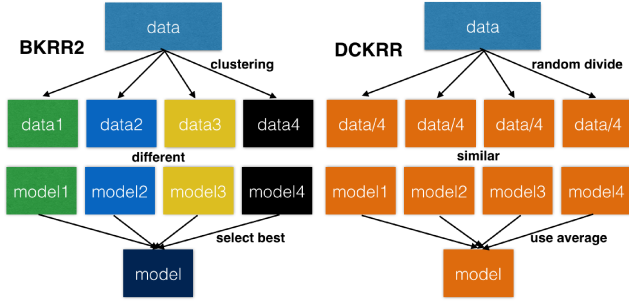 BKRR2
data
clustering
data1 data2 data3 data4
different
model1 model2 model3 model4
select best
model
DCKRR
data
random divide
data/4 data/4 data/4 data/4
similar
model1 model2 model3 model4
use average
model